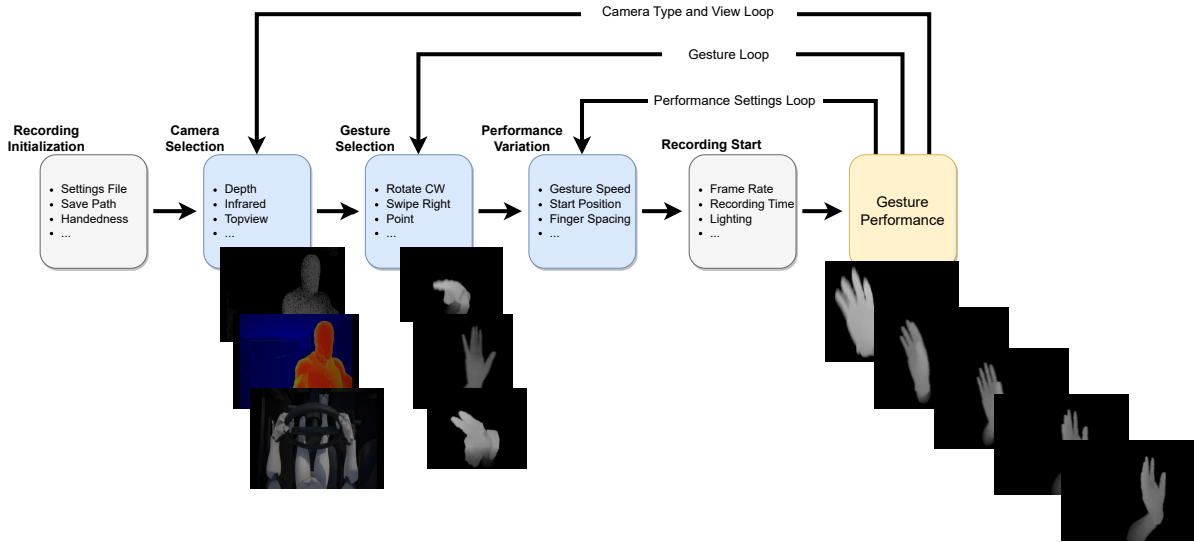 Camera Type and View Loop
Gesture Loop
Performance Settings Loop
Recording
Initialization
• Settings File
• Save Path
• Handedness
• ...
Camera
Selection
• Depth
• Infrared
• Topview
• ...
Gesture
Selection
• Rotate CW
• Swipe Right
• Point
• ...
Performance
Variation
• Gesture Speed
• Start Position
• Finger Spacing
• ...
Recording Start
• Frame Rate
• Recording Time
• Lighting
• ...
Gesture
Performance